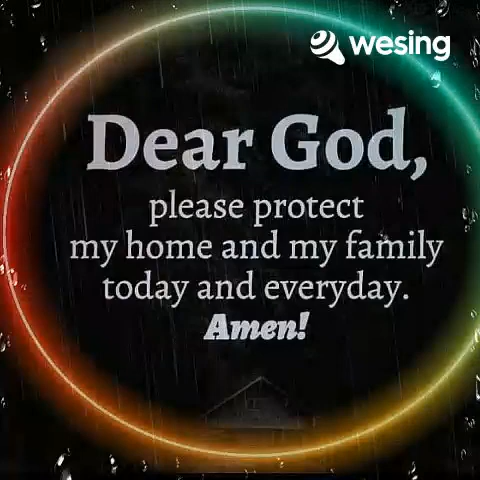 wesing
Dear God,
please protect
my home and my family
today and everyday.
Amen!